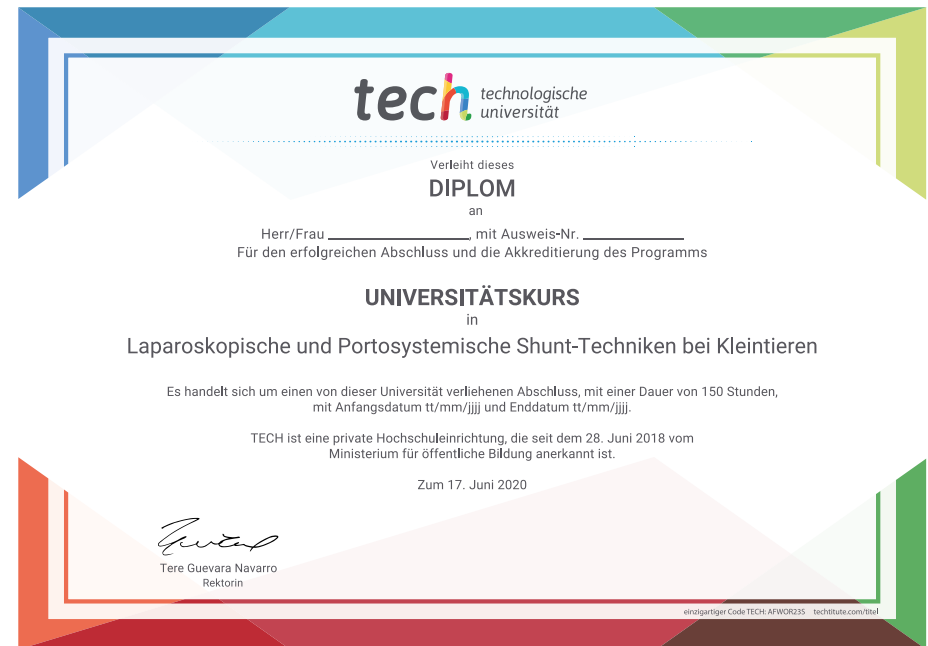 tech technologische
universität
Verleiht dieses
DIPLOM
an
Herr/Frau ____________, mit Ausweis-Nr. ____________
Für den erfolgreichen Abschluss und die Akkreditierung des Programms
UNIVERSITÄTSKURS
in
Laparoskopische und Portosystemische Shunt-Techniken bei Kleintieren
Es handelt sich um einen von dieser Universität verliehenen Abschluss, mit einer Dauer von 150 Stunden,
mit Anfangsdatum tt/mm/jjjj und Enddatum tt/mm/jjjj.
TECH ist eine private Hochschuleinrichtung, die seit dem 28. Juni 2018 vom
Ministerium für öffentliche Bildung anerkannt ist.
Zum 17. Juni 2020
Tere Guevara Navarro
Rektorin
einzigartiger Code TECH: AFWOR23S techtitute.com/titel